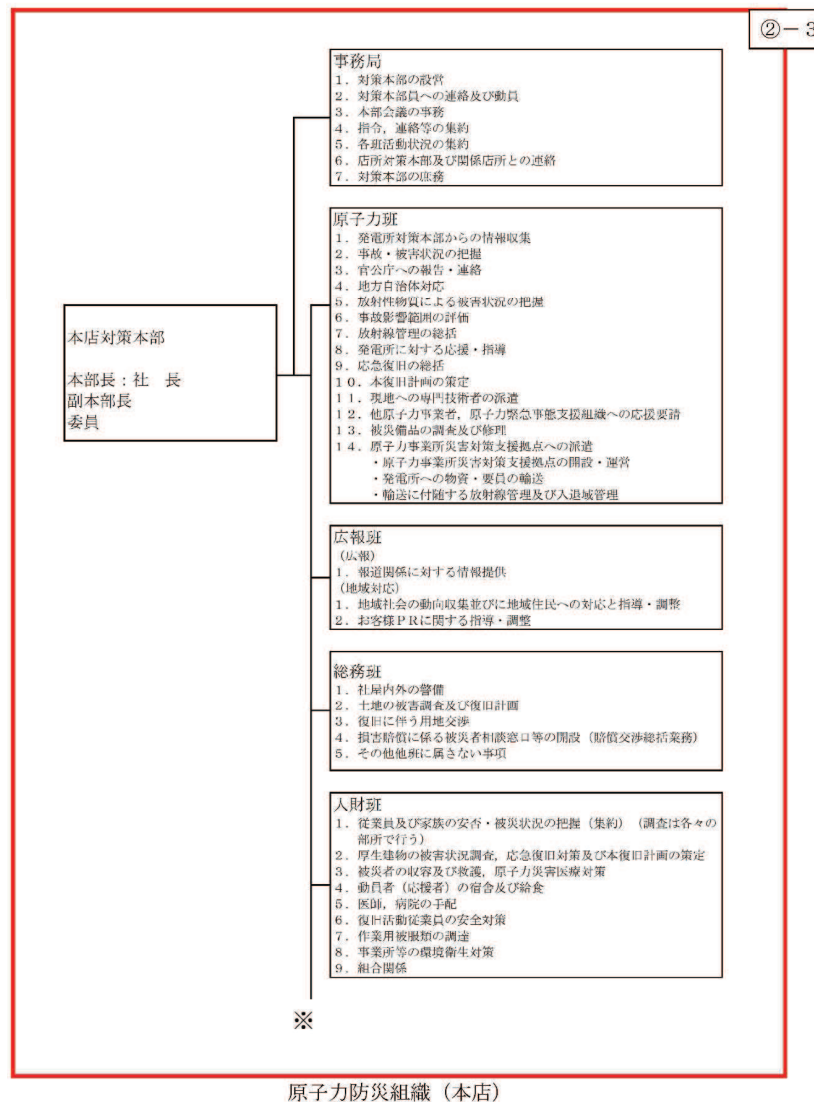 ②－3
事務局
１．対策本部の設営
２．対策本部員への連絡及び動員
３．本部会議の事務
４．指令，連絡等の集約
５．各班活動状況の集約
６．店所対策本部及び関係店所との連絡
７．対策本部の庶務
原子力班
１．発電所対策本部からの情報収集
２．事故・被害状況の把握
３．官公庁への報告・連絡
４．地方自治体対応
５．放射性物質による被害状況の把握
６．事故影響範囲の評価
７．放射線管理の総括
８．発電所に対する応援・指導
９．応急復旧の総括
１０．本復旧計画の策定
１１．現地への専門技術者の派遣
１２．他原子力事業者，原子力緊急事態支援組織への応援要請
１３．被災備品の調査及び修理
１４．原子力事業所災害対策支援拠点への派遣
・原子力事業所災害対策支援拠点の開設・運営
・発電所への物資・要員の輸送
・輸送に付随する放射線管理及び入退域管理
本店対策本部
本部長：社　長
副本部長
委員
広報班
（広報）
１．報道関係に対する情報提供
（地域対応）
１．地域社会の動向収集並びに地域住民への対応と指導・調整
２．お客様ＰＲに関する指導・調整
総務班
１．社屋内外の警備
２．土地の被害調査及び復旧計画
３．復旧に伴う用地交渉
４．損害賠償に係る被災者相談窓口等の開設（賠償交渉総括業務）
５．その他他班に属さない事項
人財班
１．従業員及び家族の安否・被災状況の把握（集約）（調査は各々の
部所で行う）
２．厚生建物の被害状況調査，応急復旧対策及び本復旧計画の策定
３．被災者の収容及び救護，原子力災害医療対策
４．動員者（応援者）の宿舎及び給食
５．医師，病院の手配
６．復旧活動従業員の安全対策
７．作業用被服類の調達
８．事業所等の環境衛生対策
９．組合関係
※
原子力防災組織（本店）